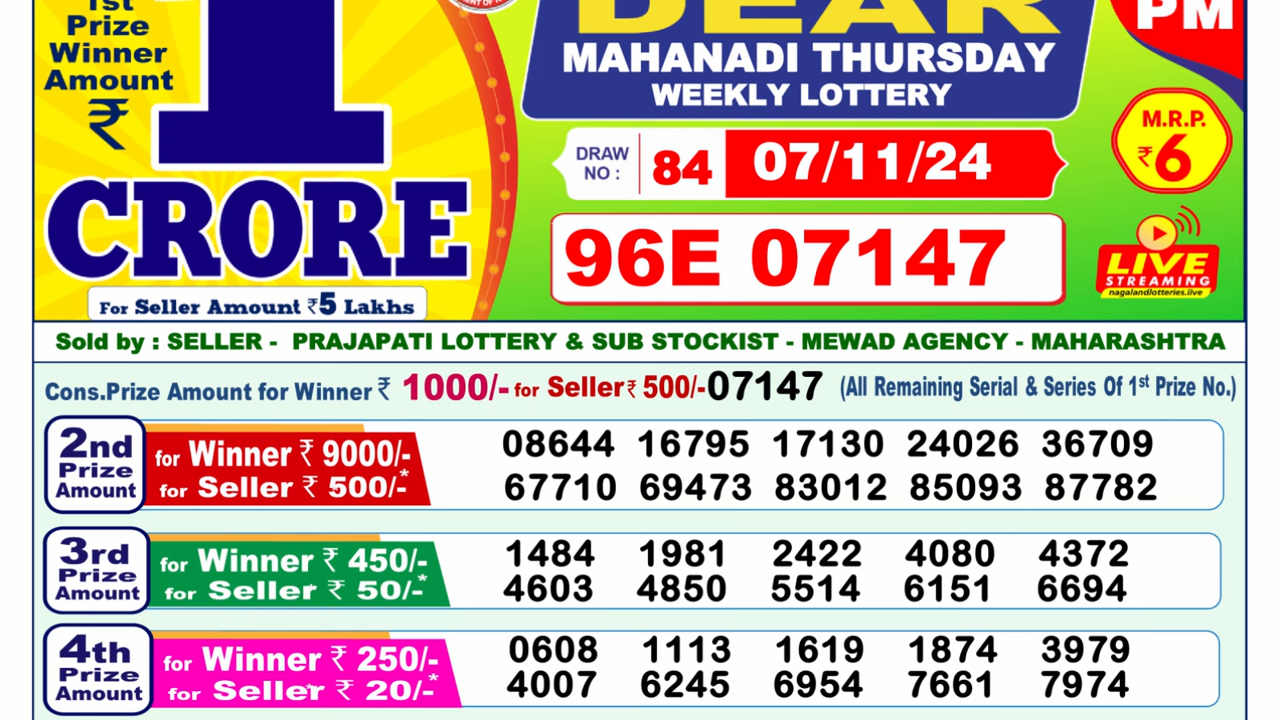 1st
Prize
Winner
Amount
₹
1
CRORE
For Seller Amount ₹5 Lakhs
DEAR
MAHANADI THURSDAY
WEEKLY LOTTERY
PM
DRAW NO : 84 07/11/24
M.R.P.
₹6
96E 07147
LIVE
STREAMING
nagalandlotteries.live
Sold by : SELLER - PRAJAPATI LOTTERY & SUB STOCKIST - MEWAD AGENCY - MAHARASHTRA
Cons.Prize Amount for Winner ₹ 1000/- for Seller ₹ 500/- 07147 (All Remaining Serial & Series Of 1st Prize No.)
2nd Prize Amount
for Winner ₹ 9000/-
for Seller ₹ 500/-*
08644 16795 17130 24026 36709
67710 69473 83012 85093 87782
3rd Prize Amount
for Winner ₹ 450/-
for Seller ₹ 50/-*
1484 1981 2422 4080 4372
4603 4850 5514 6151 6694
4th Prize Amount
for Winner ₹ 250/-
for Seller ₹ 20/-*
0608 1113 1619 1874 3979
4007 6245 6954 7661 7974